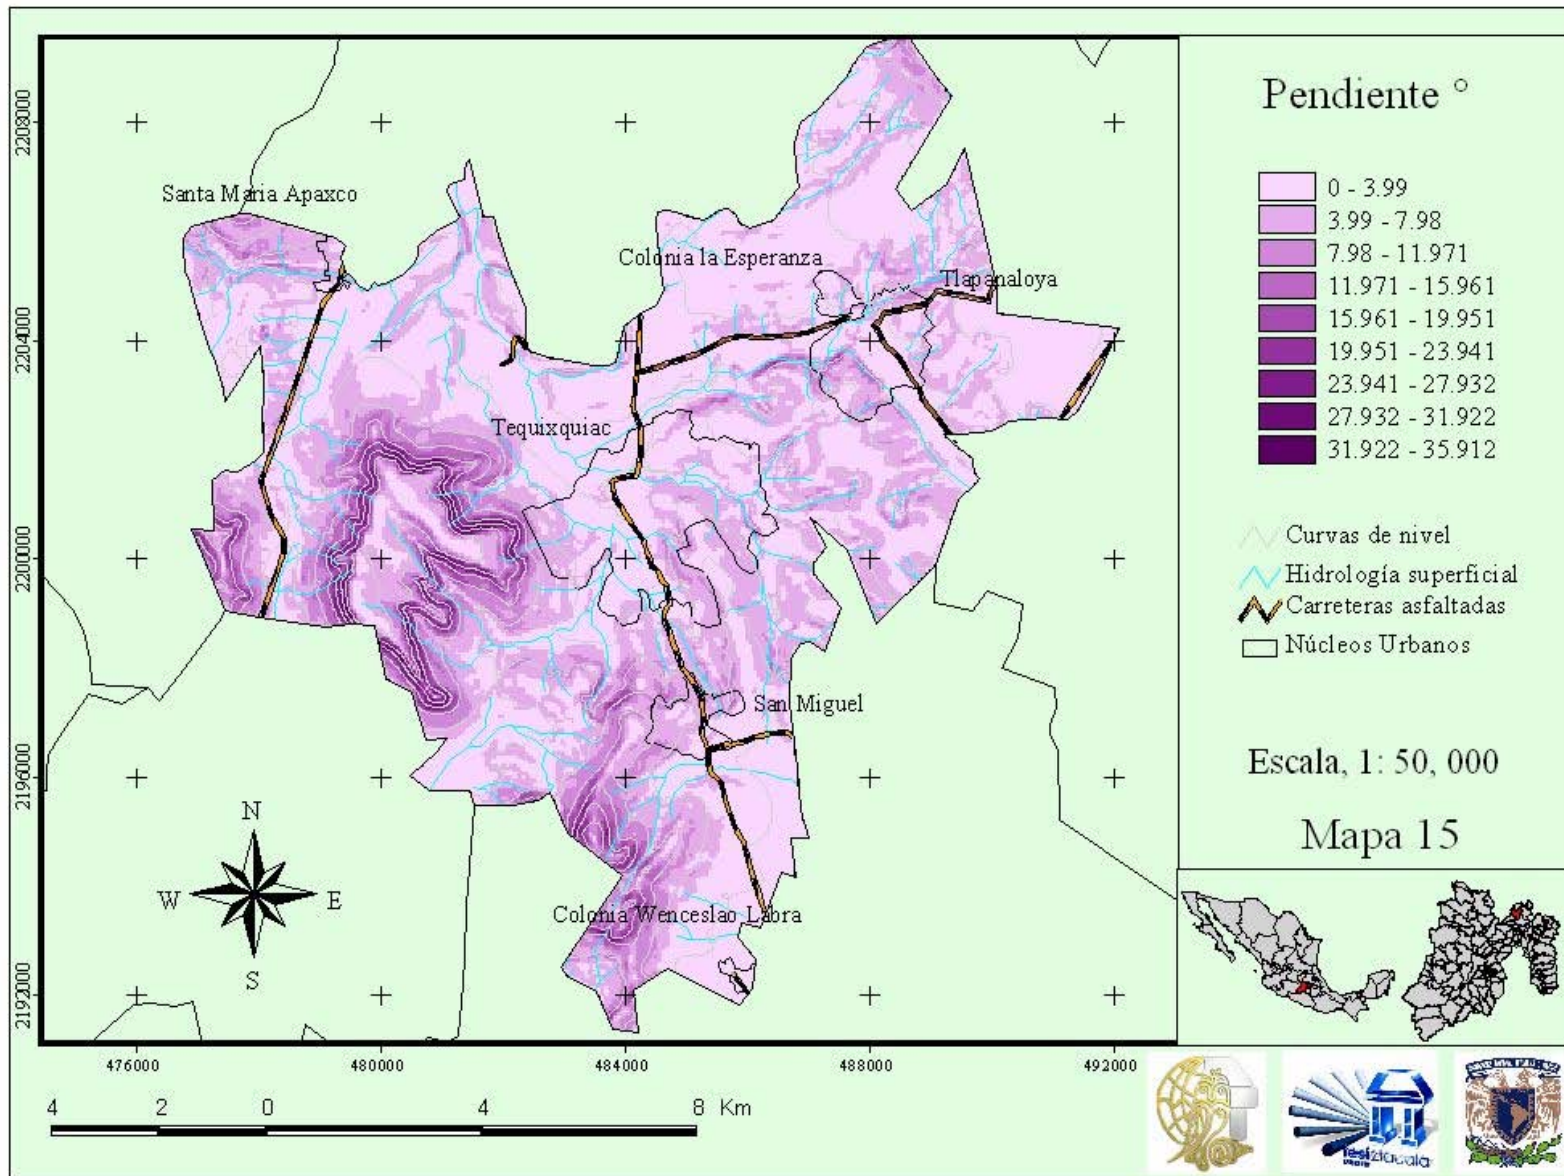 Pendiente °
0 - 3.99
3.99 - 7.98
7.98 - 11.971
11.971 - 15.961
15.961 - 19.951
19.951 - 23.941
23.941 - 27.932
27.932 - 31.922
31.922 - 35.912
Curvas de nivel
Hidrología superficial
Carreteras asfaltadas
Núcleos Urbanos
Escala, 1: 50, 000
Mapa 15
Santa Maria Apaxco
Colonia la Esperanza
Tlapanaloya
Tequixquiac
San Miguel
Colonia Wenceslao Labra
N
W E
S
2208000
2204000
2200000
2196000
2192000
476000 480000 484000 488000 492000
4 2 0 4 8 Km